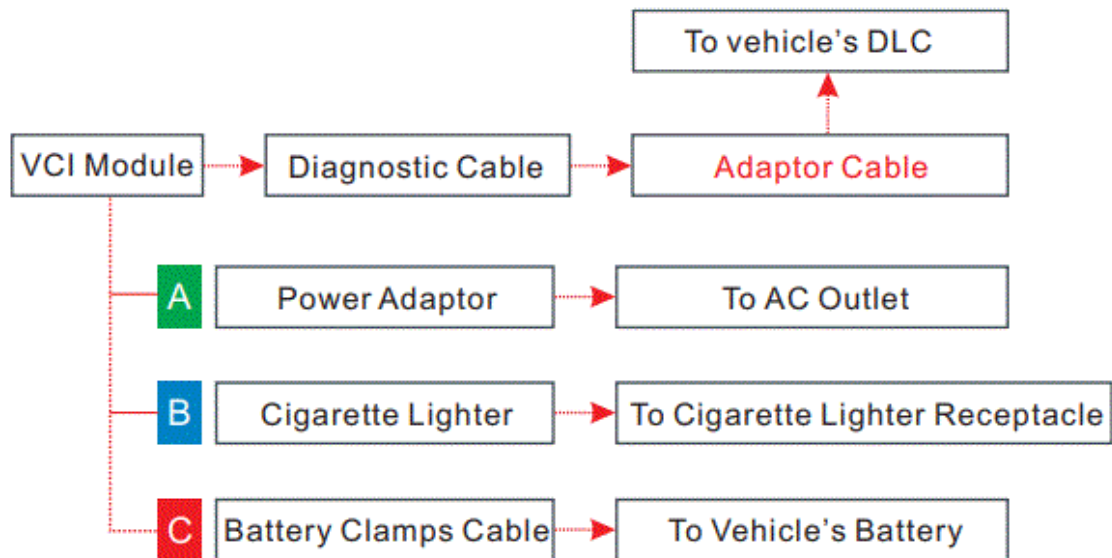 To vehicle's DLC
VCI Module
Diagnostic Cable
Adaptor Cable
A
Power Adaptor
To AC Outlet
B
Cigarette Lighter
To Cigarette Lighter Receptacle
C
Battery Clamps Cable
To Vehicle's Battery